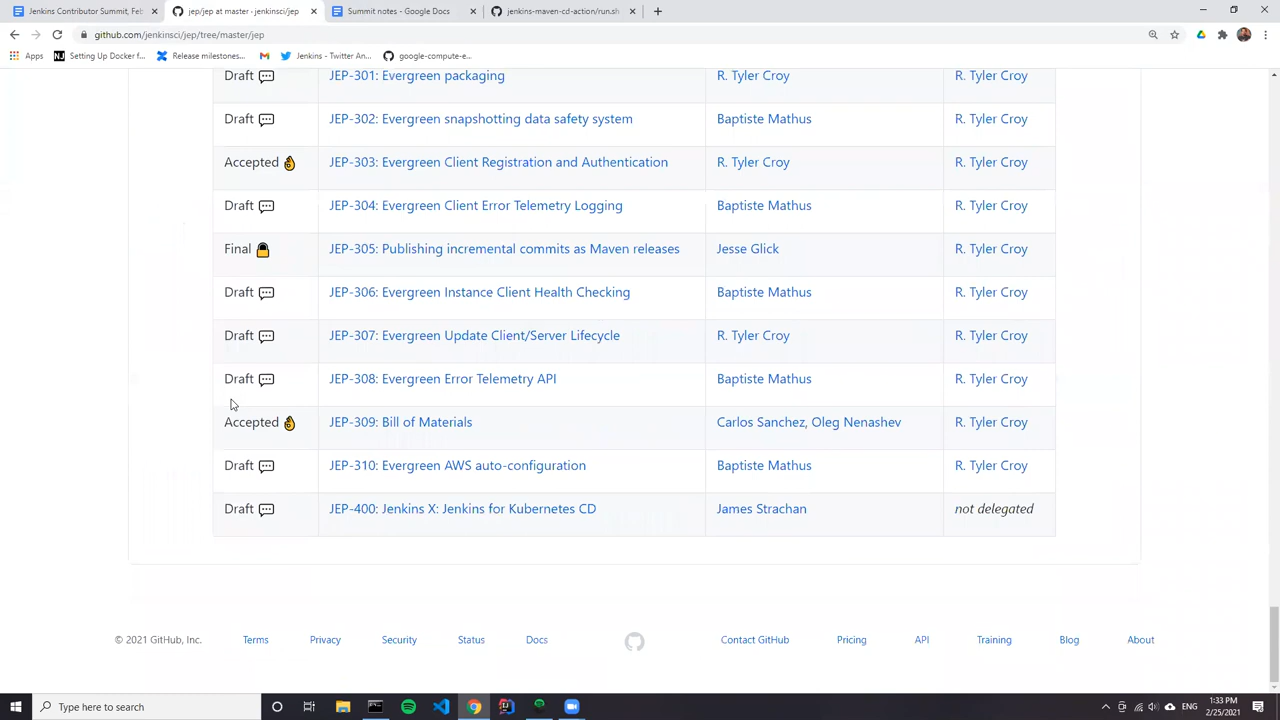 Jenkins Contributor Summit, Feb
jep/jep at master · jenkinsci/jep
Summit notes - Google Docs
jenkins-maven-cd-action/run.sh
github.com/jenkinsci/jep/tree/master/jep
Apps
Setting Up Docker f...
Release milestones...
Jenkins - Twitter An...
google-compute-e...
Draft JEP-301: Evergreen packaging R. Tyler Croy R. Tyler Croy
Draft JEP-302: Evergreen snapshotting data safety system Baptiste Mathus R. Tyler Croy
Accepted JEP-303: Evergreen Client Registration and Authentication R. Tyler Croy R. Tyler Croy
Draft JEP-304: Evergreen Client Error Telemetry Logging Baptiste Mathus R. Tyler Croy
Final JEP-305: Publishing incremental commits as Maven releases Jesse Glick R. Tyler Croy
Draft JEP-306: Evergreen Instance Client Health Checking Baptiste Mathus R. Tyler Croy
Draft JEP-307: Evergreen Update Client/Server Lifecycle R. Tyler Croy R. Tyler Croy
Draft JEP-308: Evergreen Error Telemetry API Baptiste Mathus R. Tyler Croy
Accepted JEP-309: Bill of Materials Carlos Sanchez, Oleg Nenashev R. Tyler Croy
Draft JEP-310: Evergreen AWS auto-configuration Baptiste Mathus R. Tyler Croy
Draft JEP-400: Jenkins X: Jenkins for Kubernetes CD James Strachan not delegated
© 2021 GitHub, Inc. Terms Privacy Security Status Docs Contact GitHub Pricing API Training Blog About
Type here to search
ENG
1:33 PM
2/25/2021